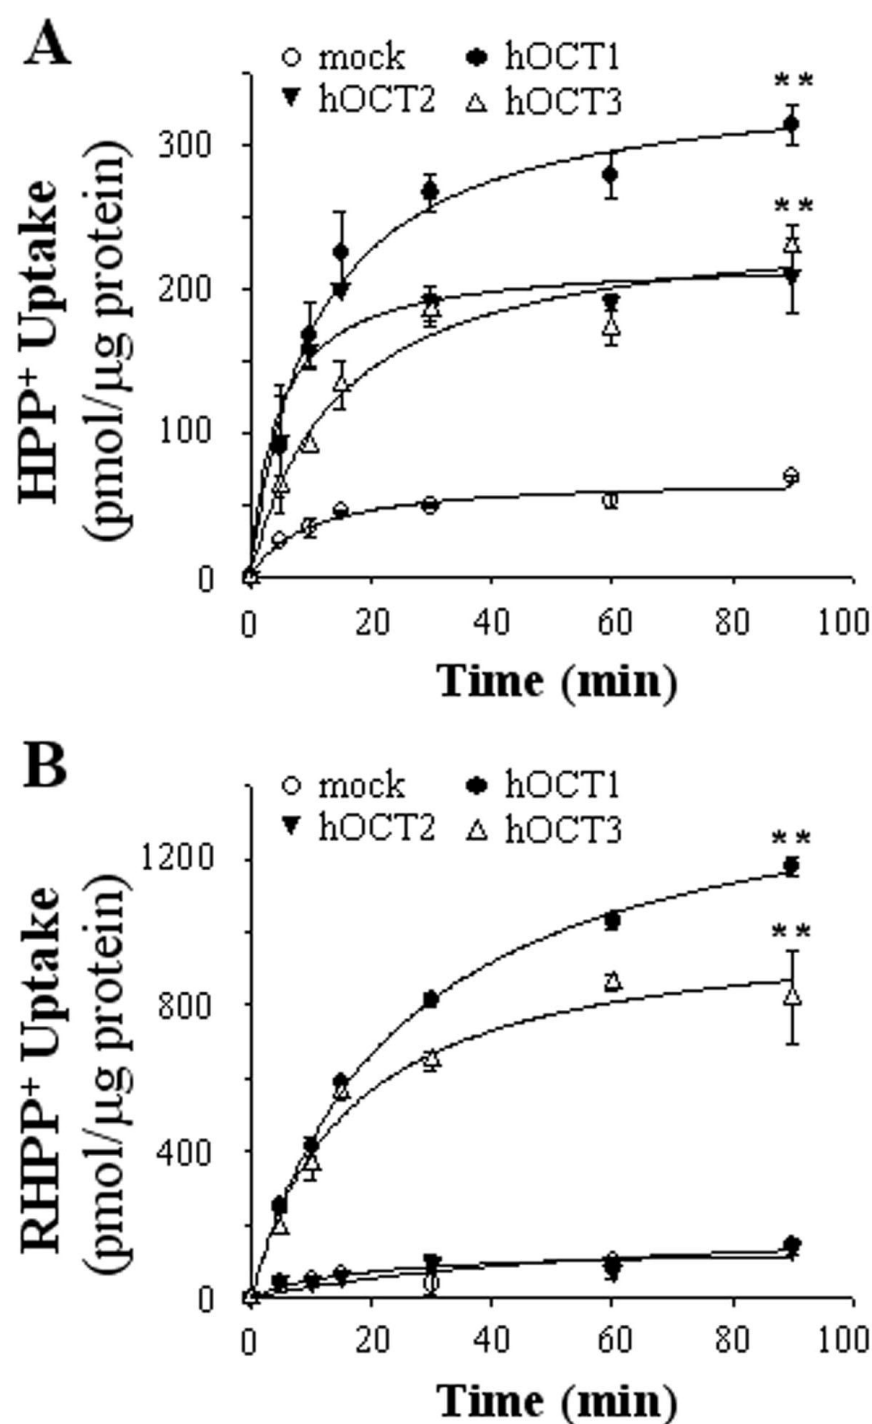 A
mock hOCT1
hOCT2 hOCT3
**
**
300
200
100
0
HPP+ Uptake
(pmol/µg protein)
0 20 40 60 80 100
Time (min)
B
mock hOCT1
hOCT2 hOCT3
**
**
1200
800
400
0
RHPP+ Uptake
(pmol/µg protein)
0 20 40 60 80 100
Time (min)